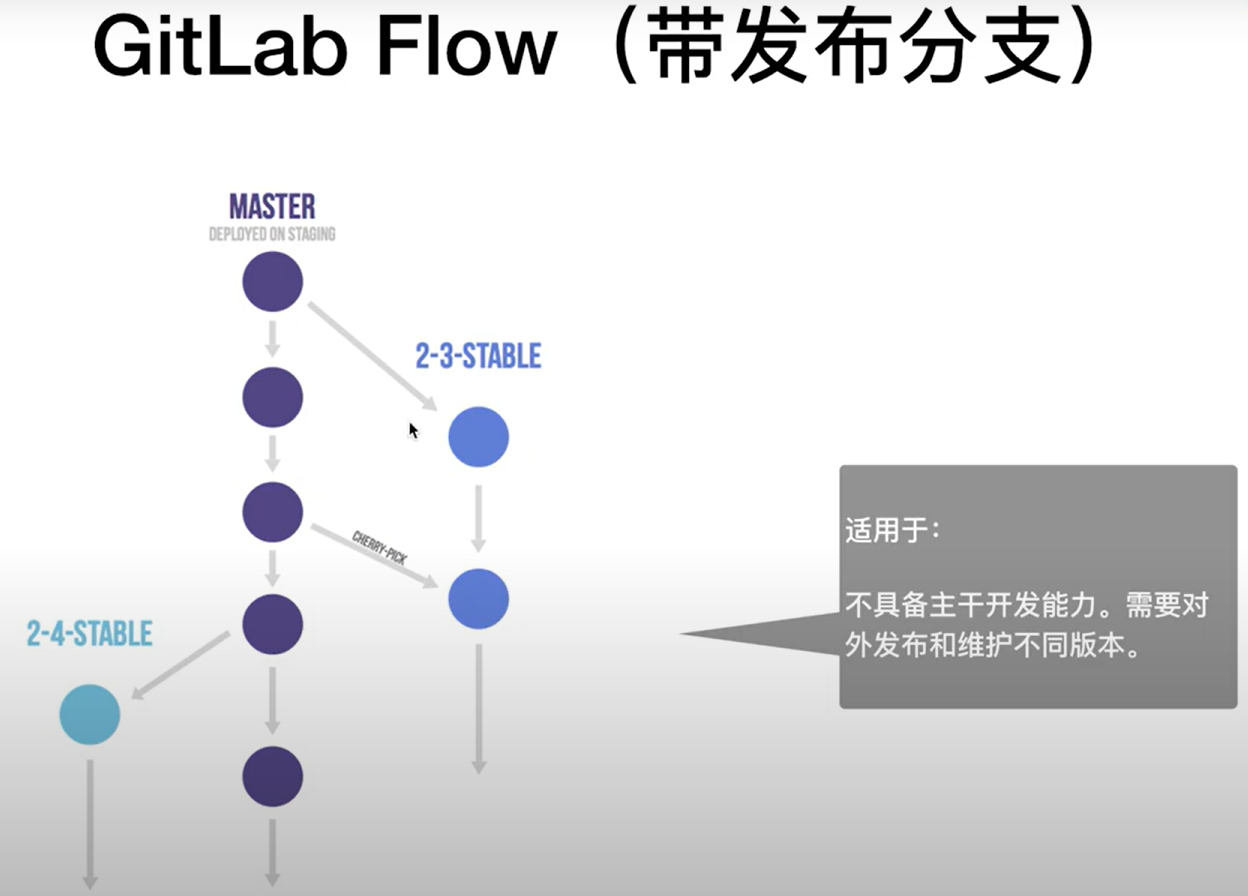 GitLab Flow（带发布分支）
MASTER
DEPLOYED ON STAGING
2-3-STABLE
CHERRY-PICK
适用于：
不具备主干开发能力。需要对
外发布和维护不同版本。
2-4-STABLE